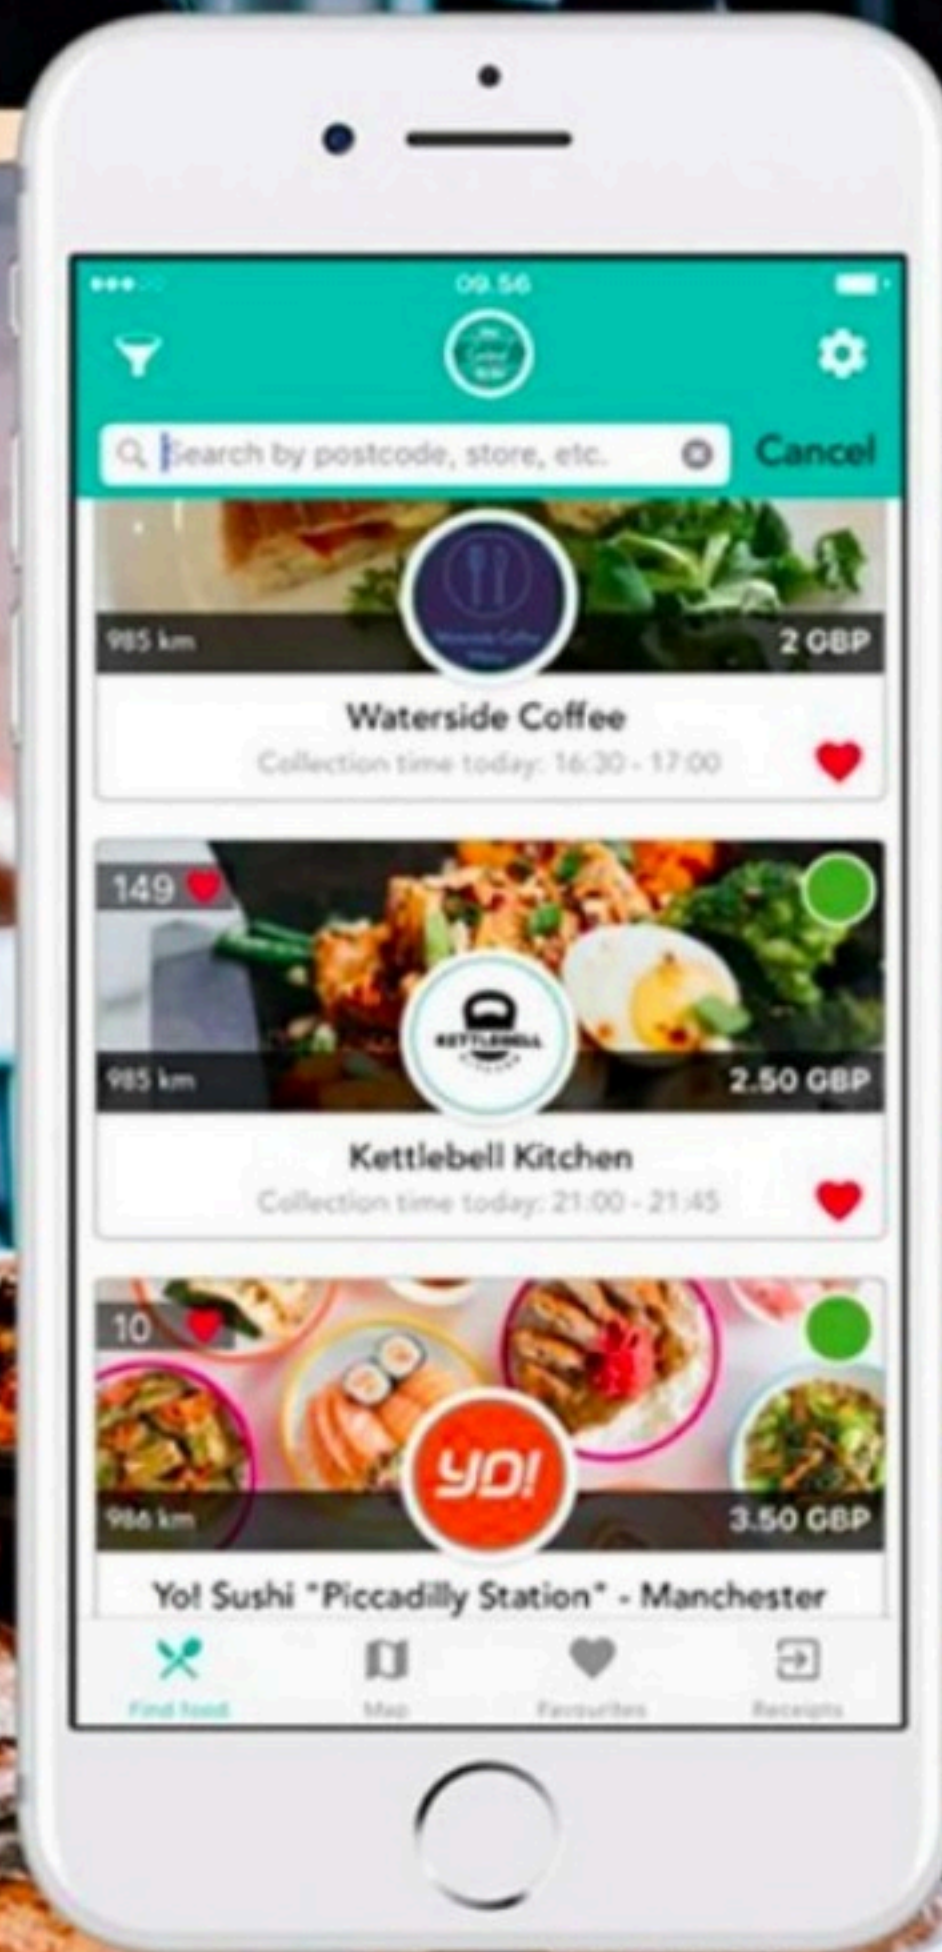 09.56
Search by postcode, store, etc.
Cancel
985 km
2 GBP
Waterside Coffee
Collection time today: 16:30 - 17:00
149
KETTLEBELL
985 km
2.50 GBP
Kettlebell Kitchen
Collection time today: 21:00 - 21:45
10
YO!
986 km
3.50 GBP
Yo! Sushi "Piccadilly Station" - Manchester
Find food
Map
Favourites
Receipts